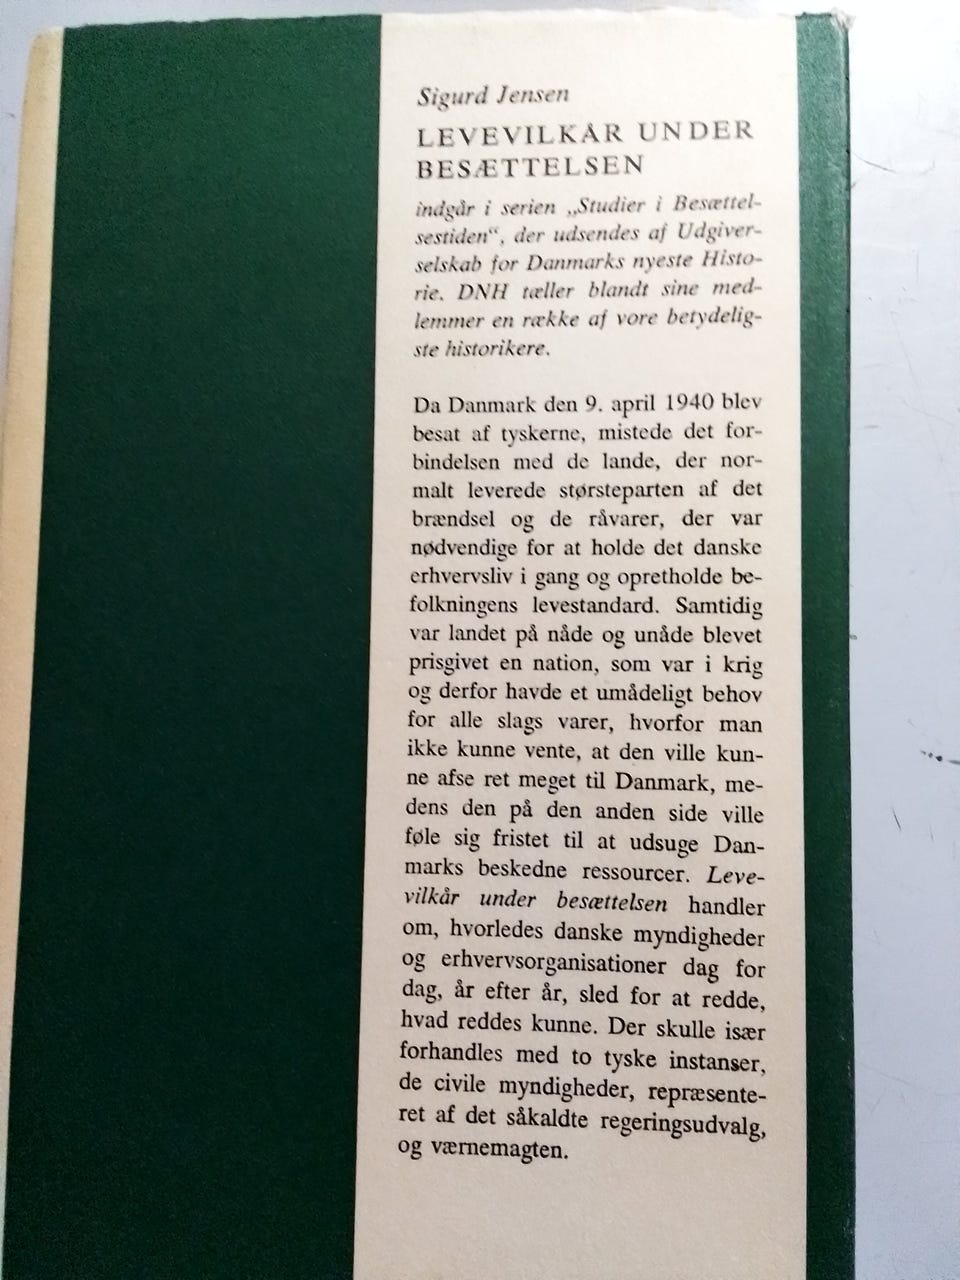 Sigurd Jensen
LEVEVILKÅR UNDER
BESÆTTELSEN
indgår i serien „Studier i Besættel-
sestiden“, der udsendes af Udgiver-
selskab for Danmarks nyeste Histo-
rie. DNH tæller blandt sine med-
lemmer en række af vore betydelig-
ste historikere.
Da Danmark den 9. april 1940 blev
besat af tyskerne, mistede det for-
bindelsen med de lande, der nor-
malt leverede størsteparten af det
brændsel og de råvarer, der var
nødvendige for at holde det danske
erhvervsliv i gang og opretholde be-
folkningens levestandard. Samtidig
var landet på nåde og unåde blevet
prisgivet en nation, som var i krig
og derfor havde et umådeligt behov
for alle slags varer, hvorfor man
ikke kunne vente, at den ville kun-
ne afse ret meget til Danmark, me-
dens den på den anden side ville
føle sig fristet til at udsuge Dan-
marks beskedne ressourcer. Leve-
vilkår under besættelsen handler
om, hvorledes danske myndigheder
og erhvervsorganisationer dag for
dag, år efter år, sled for at redde,
hvad reddes kunne. Der skulle især
forhandles med to tyske instanser,
de civile myndigheder, repræsente-
ret af det såkaldte regeringsudvalg,
og værnemagten.